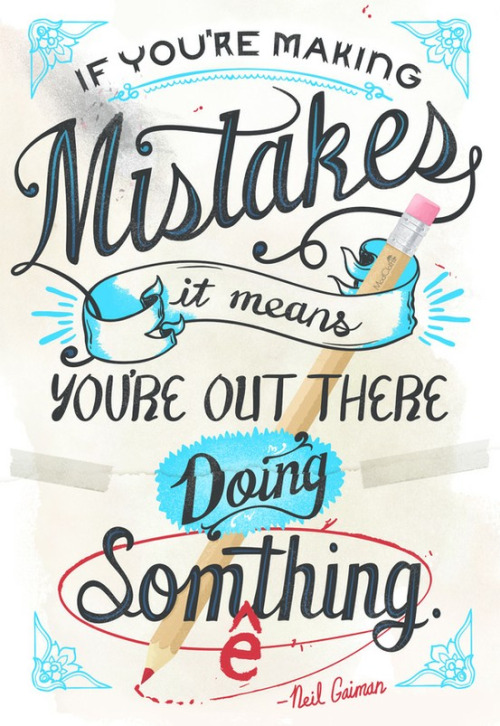 IF YOU'RE MAKING
Mistakes
it means
YOU'RE OUT THERE
Doing
Somthing.
ê
-Neil Gaiman